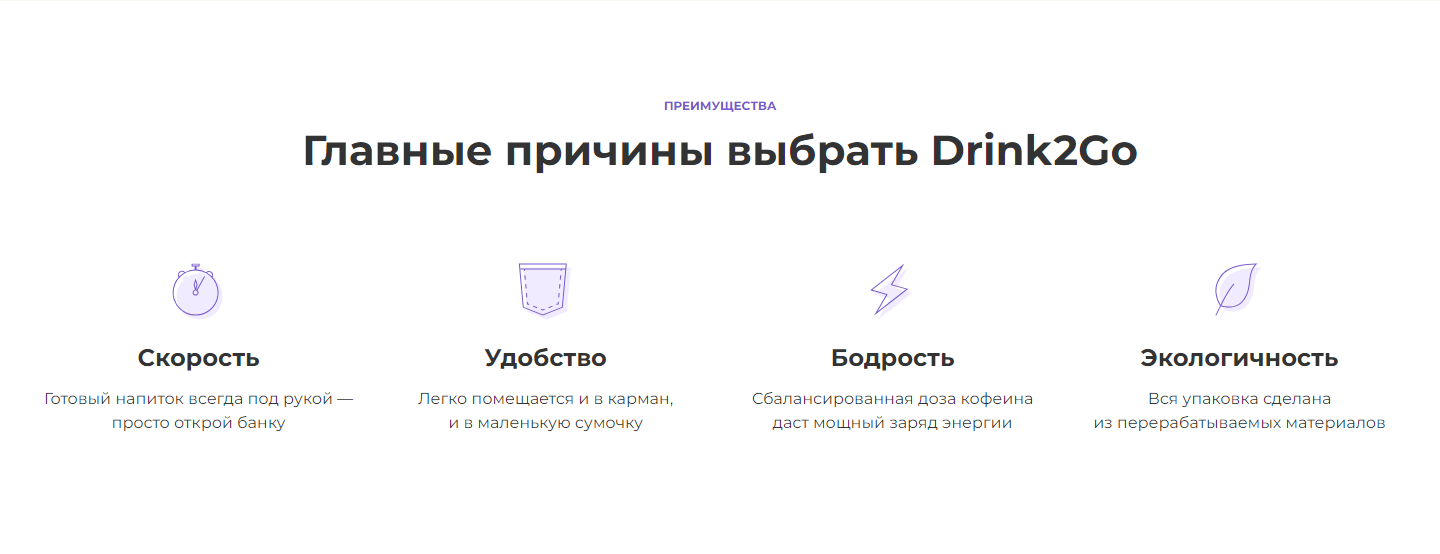 ПРЕИМУЩЕСТВА
Главные причины выбрать Drink2Go
Скорость
Готовый напиток всегда под рукой —
просто открой банку
Удобство
Легко помещается и в карман,
и в маленькую сумочку
Бодрость
Сбалансированная доза кофеина
даст мощный заряд энергии
Экологичность
Вся упаковка сделана
из перерабатываемых материалов